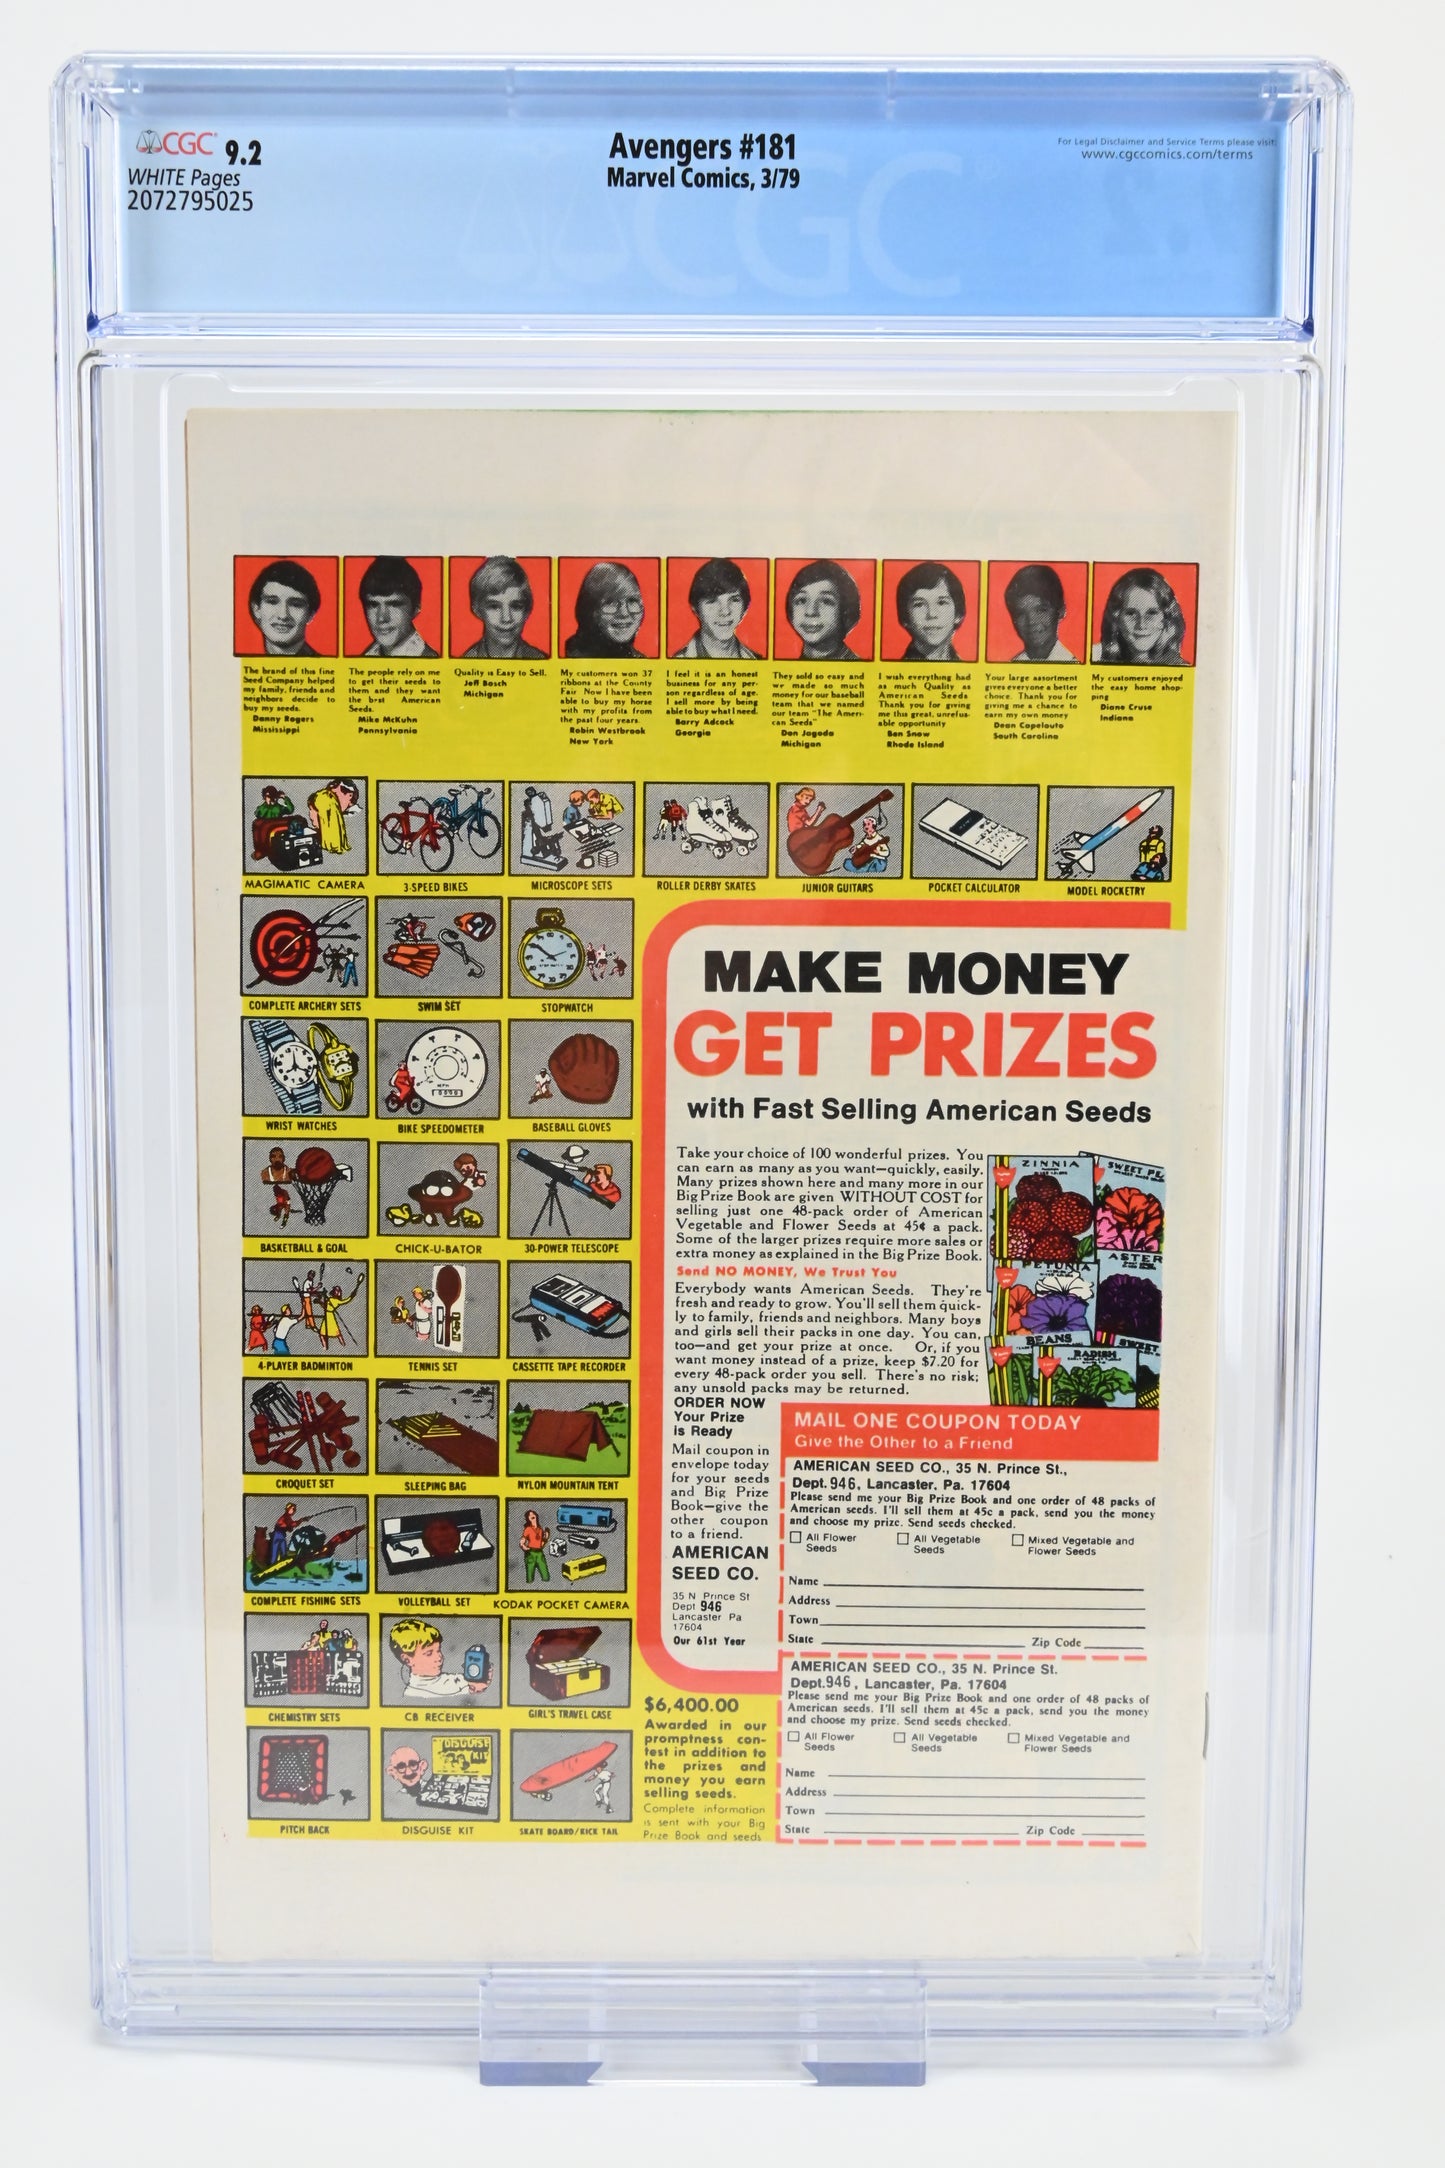 CGC 9.2
WHITE Pages
2072795025
Avengers #181
Marvel Comics, 3/79
For Legal Disclaimer and Service Terms please visit:
www.cgccomics.com/terms
CGC
The brand of this fine
Seed Company helped
my family, friends and
neighbors decide to
buy my seeds.
Danny Rogers
Mississippi
The people rely on me
to get their seeds to
them and they want
the best American
Seeds.
Mike McKuhn
Pennsylvania
Quality is Easy to Sell.
Jeff Bosch
Michigan
My customers won 37
ribbons at the County
Fair Now I have been
able to buy my horse
with my profits from
the past four years.
Robin Westbrook
New York
I feel it is an honest
business for any per-
son regardless of age.
I sell more by being
able to buy what I need.
Barry Adcock
Georgia
They sold so easy and
we made so much
money for our baseball
team that we named
our team "The Ameri-
can Seeds"
Dan Jagoda
Michigan
I wish everything had
as much Quality as
American Seeds
Thank you for giving
me this great, unrefus-
able opportunity
Ben Snow
Rhode Island
Your large assortment
gives everyone a better
choice. Thank you for
giving me a chance to
earn my own money
Dean Capelouto
South Carolina
My customers enjoyed
the easy home shop-
ping
Diane Cruse
Indiana
MAGIMATIC CAMERA
3-SPEED BIKES
MICROSCOPE SETS
ROLLER DERBY SKATES
JUNIOR GUITARS
POCKET CALCULATOR
MODEL ROCKETRY
COMPLETE ARCHERY SETS
SWIM SET
STOPWATCH
WRIST WATCHES
BIKE SPEEDOMETER
BASEBALL GLOVES
BASKETBALL & GOAL
CHICK-U-BATOR
30-POWER TELESCOPE
4-PLAYER BADMINTON
TENNIS SET
CASSETTE TAPE RECORDER
CROQUET SET
SLEEPING BAG
NYLON MOUNTAIN TENT
COMPLETE FISHING SETS
VOLLEYBALL SET
KODAK POCKET CAMERA
CHEMISTRY SETS
CB RECEIVER
GIRL'S TRAVEL CASE
DISGUISE
KIT
PITCH BACK
DISGUISE KIT
SKATE BOARD/KICK TAIL
MAKE MONEY
GET PRIZES
with Fast Selling American Seeds
Take your choice of 100 wonderful prizes. You
can earn as many as you want—quickly, easily.
Many prizes shown here and many more in our
Big Prize Book are given WITHOUT COST for
selling just one 48-pack order of American
Vegetable and Flower Seeds at 45¢ a pack.
Some of the larger prizes require more sales or
extra money as explained in the Big Prize Book.
Send NO MONEY, We Trust You
Everybody wants American Seeds. They're
fresh and ready to grow. You'll sell them quick-
ly to family, friends and neighbors. Many boys
and girls sell their packs in one day. You can,
too—and get your prize at once. Or, if you
want money instead of a prize, keep $7.20 for
every 48-pack order you sell. There's no risk;
any unsold packs may be returned.
ZINNIA
SWEET PE
ASTER
PETUNIA
BEANS
SWEET
RADISH
ORDER NOW
Your Prize
is Ready
Mail coupon in
envelope today
for your seeds
and Big Prize
Book—give the
other coupon
to a friend.
AMERICAN
SEED CO.
35 N Prince St
Dept 946
Lancaster Pa
17604
Our 61st Year
MAIL ONE COUPON TODAY
Give the Other to a Friend
AMERICAN SEED CO., 35 N. Prince St.,
Dept. 946, Lancaster, Pa. 17604
Please send me your Big Prize Book and one order of 48 packs of
American seeds. I'll sell them at 45c a pack, send you the money
and choose my prize. Send seeds checked.
All Flower
Seeds
All Vegetable
Seeds
Mixed Vegetable and
Flower Seeds
Name
Address
Town
State Zip Code
AMERICAN SEED CO., 35 N. Prince St.
Dept. 946, Lancaster, Pa. 17604
Please send me your Big Prize Book and one order of 48 packs of
American seeds. I'll sell them at 45c a pack, send you the money
and choose my prize. Send seeds checked.
All Flower
Seeds
All Vegetable
Seeds
Mixed Vegetable and
Flower Seeds
Name
Address
Town
State Zip Code
$6,400.00
Awarded in our
promptness con-
test in addition to
the prizes and
money you earn
selling seeds.
Complete information
is sent with your Big
Prize Book and seeds